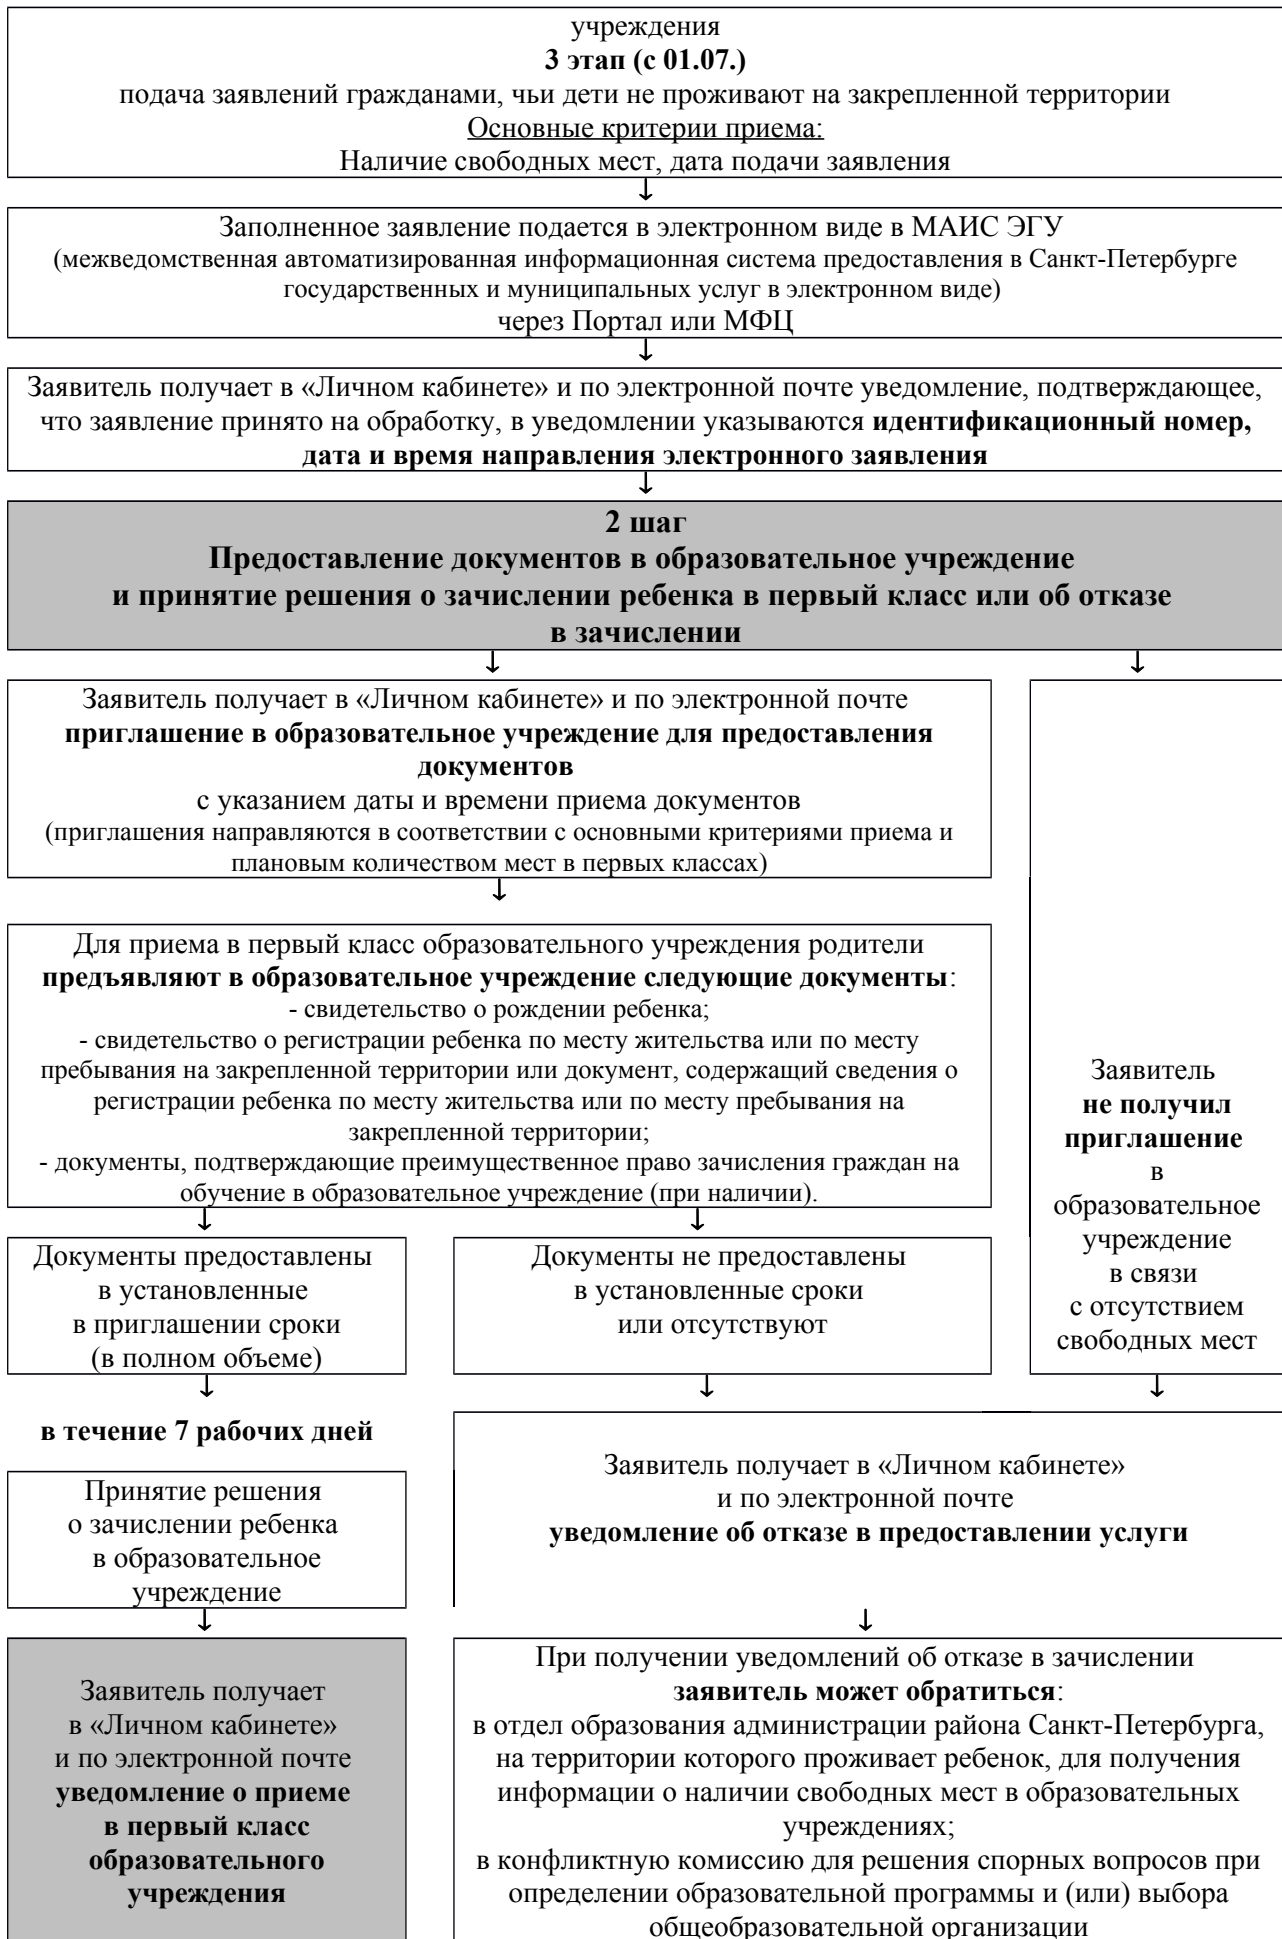 учреждения
3 этап (с 01.07.)
подача заявлений гражданами, чьи дети не проживают на закрепленной территории
Основные критерии приема:
Наличие свободных мест, дата подачи заявления
↓
Заполненное заявление подается в электронном виде в МАИС ЭГУ
(межведомственная автоматизированная информационная система предоставления в Санкт-Петербурге
государственных и муниципальных услуг в электронном виде)
через Портал или МФЦ
↓
Заявитель получает в «Личном кабинете» и по электронной почте уведомление, подтверждающее,
что заявление принято на обработку, в уведомлении указываются идентификационный номер,
дата и время направления электронного заявления
↓
2 шаг
Предоставление документов в образовательное учреждение
и принятие решения о зачислении ребенка в первый класс или об отказе
в зачислении
↓ ↓
Заявитель получает в «Личном кабинете» и по электронной почте
приглашение в образовательное учреждение для предоставления
документов
с указанием даты и времени приема документов
(приглашения направляются в соответствии с основными критериями приема и
плановым количеством мест в первых классах)
↓
Для приема в первый класс образовательного учреждения родители
предъявляют в образовательное учреждение следующие документы:
- свидетельство о рождении ребенка;
- свидетельство о регистрации ребенка по месту жительства или по месту
пребывания на закрепленной территории или документ, содержащий сведения о
регистрации ребенка по месту жительства или по месту пребывания на
закрепленной территории;
- документы, подтверждающие преимущественное право зачисления граждан на
обучение в образовательное учреждение (при наличии).
Заявитель
не получил
приглашение
в
образовательное
учреждение
в связи
с отсутствием
свободных мест
↓ ↓
Документы предоставлены
в установленные
в приглашении сроки
(в полном объеме)
Документы не предоставлены
в установленные сроки
или отсутствуют
↓ ↓ ↓
в течение 7 рабочих дней
Принятие решения
о зачислении ребенка
в образовательное
учреждение
Заявитель получает в «Личном кабинете»
и по электронной почте
уведомление об отказе в предоставлении услуги
↓ ↓
Заявитель получает
в «Личном кабинете»
и по электронной почте
уведомление о приеме
в первый класс
образовательного
учреждения
При получении уведомлений об отказе в зачислении
заявитель может обратиться:
в отдел образования администрации района Санкт-Петербурга,
на территории которого проживает ребенок, для получения
информации о наличии свободных мест в образовательных
учреждениях;
в конфликтную комиссию для решения спорных вопросов при
определении образовательной программы и (или) выбора
общеобразовательной организации